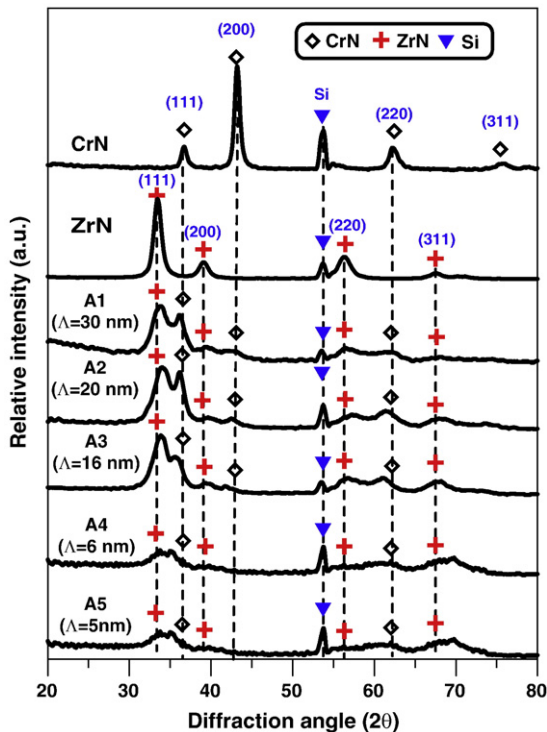 (200)
CrN ZrN Si
(111)
Si
(220)
(311)
CrN
(111)
ZrN
(200)
(220)
(311)
A1
(Λ=30 nm)
A2
(Λ=20 nm)
A3
(Λ=16 nm)
A4
(Λ=6 nm)
A5
(Λ=5nm)
Relative intensity (a.u.)
20 30 40 50 60 70 80
Diffraction angle (2θ)